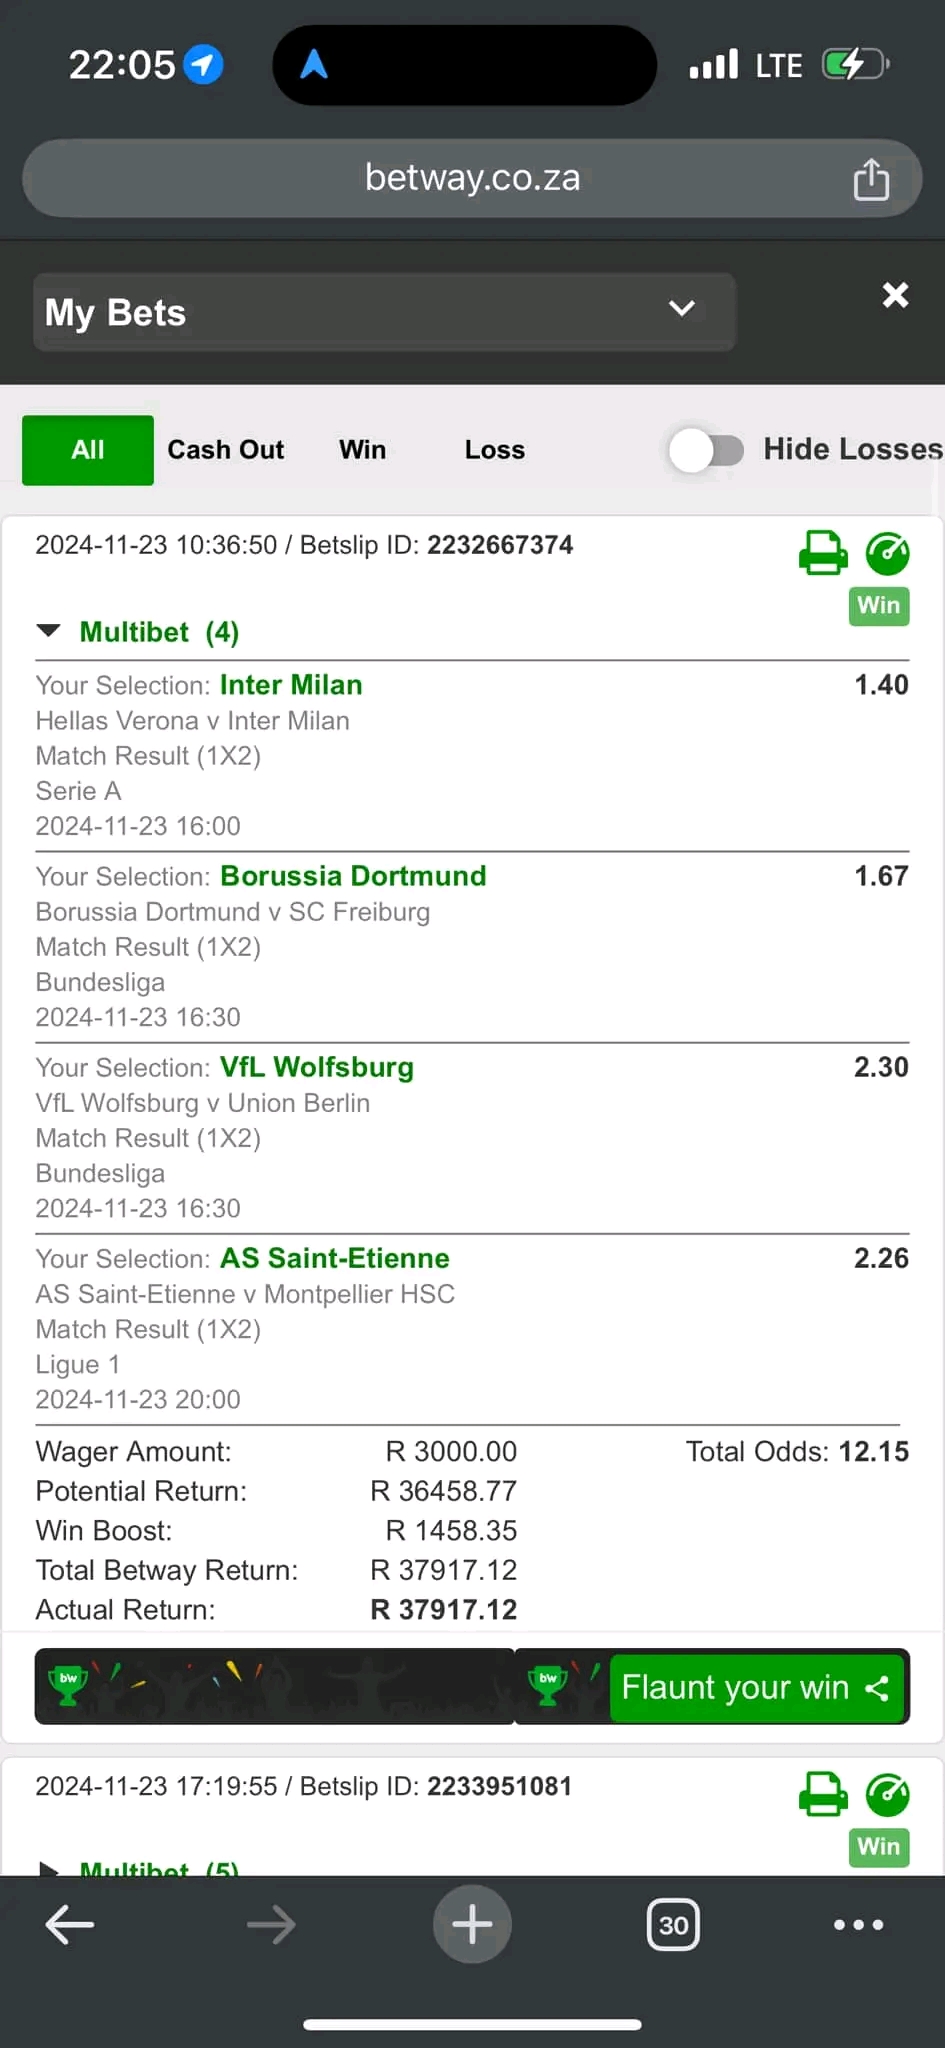 22:05 LTE
betway.co.za
My Bets
All Cash Out Win Loss Hide Losses
2024-11-23 10:36:50 / Betslip ID: 2232667374
Win
Multibet (4)
Your Selection: Inter Milan 1.40
Hellas Verona v Inter Milan
Match Result (1X2)
Serie A
2024-11-23 16:00
Your Selection: Borussia Dortmund 1.67
Borussia Dortmund v SC Freiburg
Match Result (1X2)
Bundesliga
2024-11-23 16:30
Your Selection: VfL Wolfsburg 2.30
VfL Wolfsburg v Union Berlin
Match Result (1X2)
Bundesliga
2024-11-23 16:30
Your Selection: AS Saint-Etienne 2.26
AS Saint-Etienne v Montpellier HSC
Match Result (1X2)
Ligue 1
2024-11-23 20:00
Wager Amount: R 3000.00 Total Odds: 12.15
Potential Return: R 36458.77
Win Boost: R 1458.35
Total Betway Return: R 37917.12
Actual Return: R 37917.12
bw bw Flaunt your win
2024-11-23 17:19:55 / Betslip ID: 2233951081
Win
Multibet (5)
30